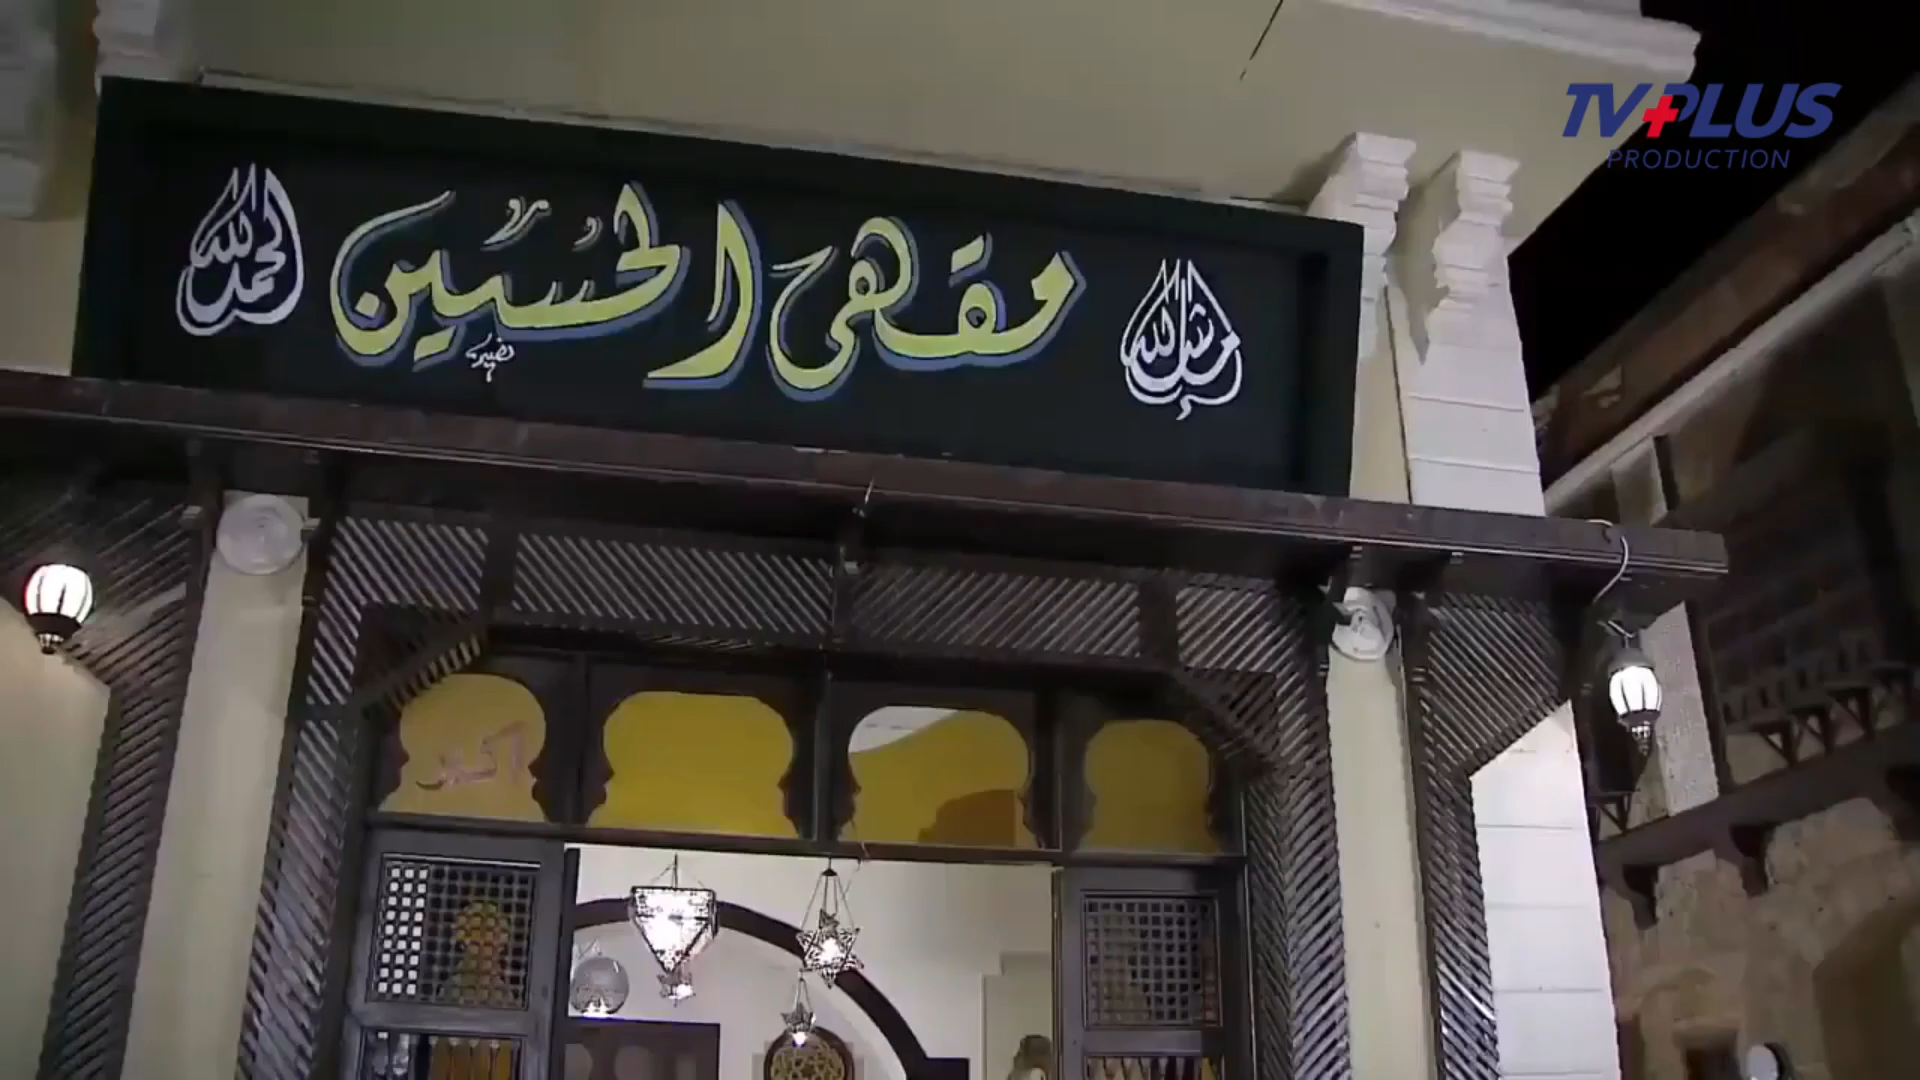 TV PLUS
PRODUCTION
ما شاء الله
مقهى الحسين
الحمد لله